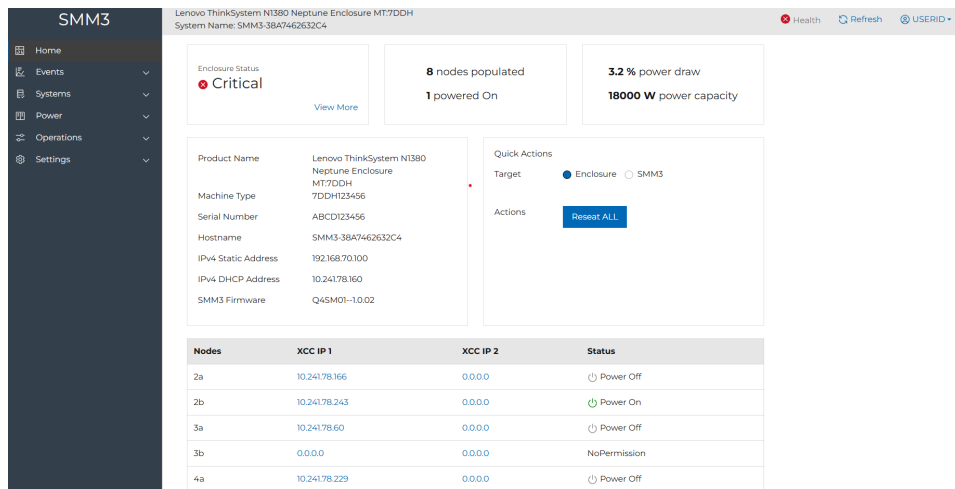 SMM3
Lenovo ThinkSystem N1380 Neptune Enclosure MT:7DDH
System Name: SMM3-38A7462632C4
Health
Refresh
USERID
Home
Events
Systems
Power
Operations
Settings
Enclosure Status
Critical
View More
8 nodes populated
1 powered On
3.2 % power draw
18000 W power capacity
Product Name Lenovo ThinkSystem N1380
Neptune Enclosure
MT:7DDH
Machine Type 7DDH123456
Serial Number ABCD123456
Hostname SMM3-38A7462632C4
IPv4 Static Address 192.168.70.100
IPv4 DHCP Address 10.241.78.160
SMM3 Firmware Q4SM01--1.0.02
Quick Actions
Target Enclosure SMM3
Actions Reseat ALL
Nodes XCC IP 1 XCC IP 2 Status
2a 10.241.78.166 0.0.0.0 Power Off
2b 10.241.78.243 0.0.0.0 Power On
3a 10.241.78.60 0.0.0.0 Power Off
3b 0.0.0.0 0.0.0.0 NoPermission
4a 10.241.78.229 0.0.0.0 Power Off